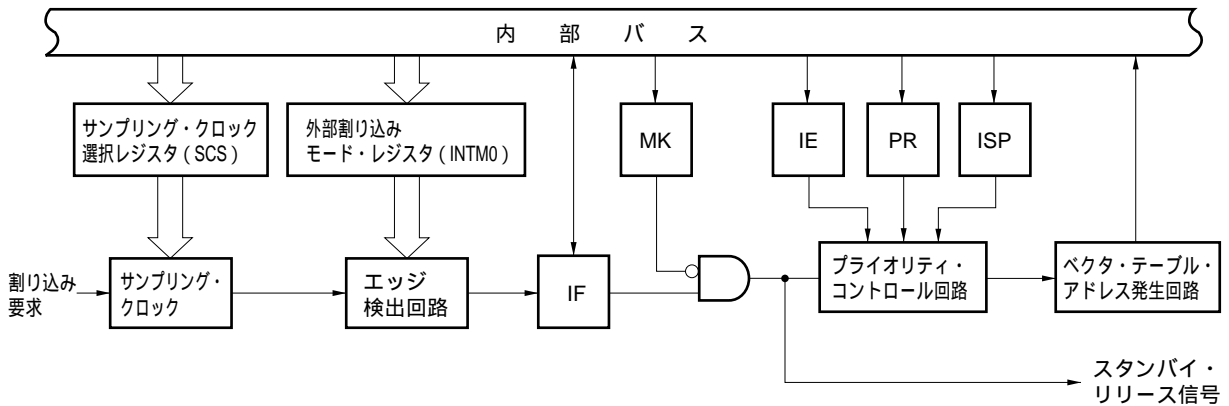 内部バス
サンプリング・クロック
選択レジスタ(SCS)
外部割り込み
モード・レジスタ(INTM0)
MK
IE
PR
ISP
割り込み
要求
サンプリング・
クロック
エッジ
検出回路
IF
プライオリティ・
コントロール回路
ベクタ・テーブル・
アドレス発生回路
スタンバイ・
リリース信号